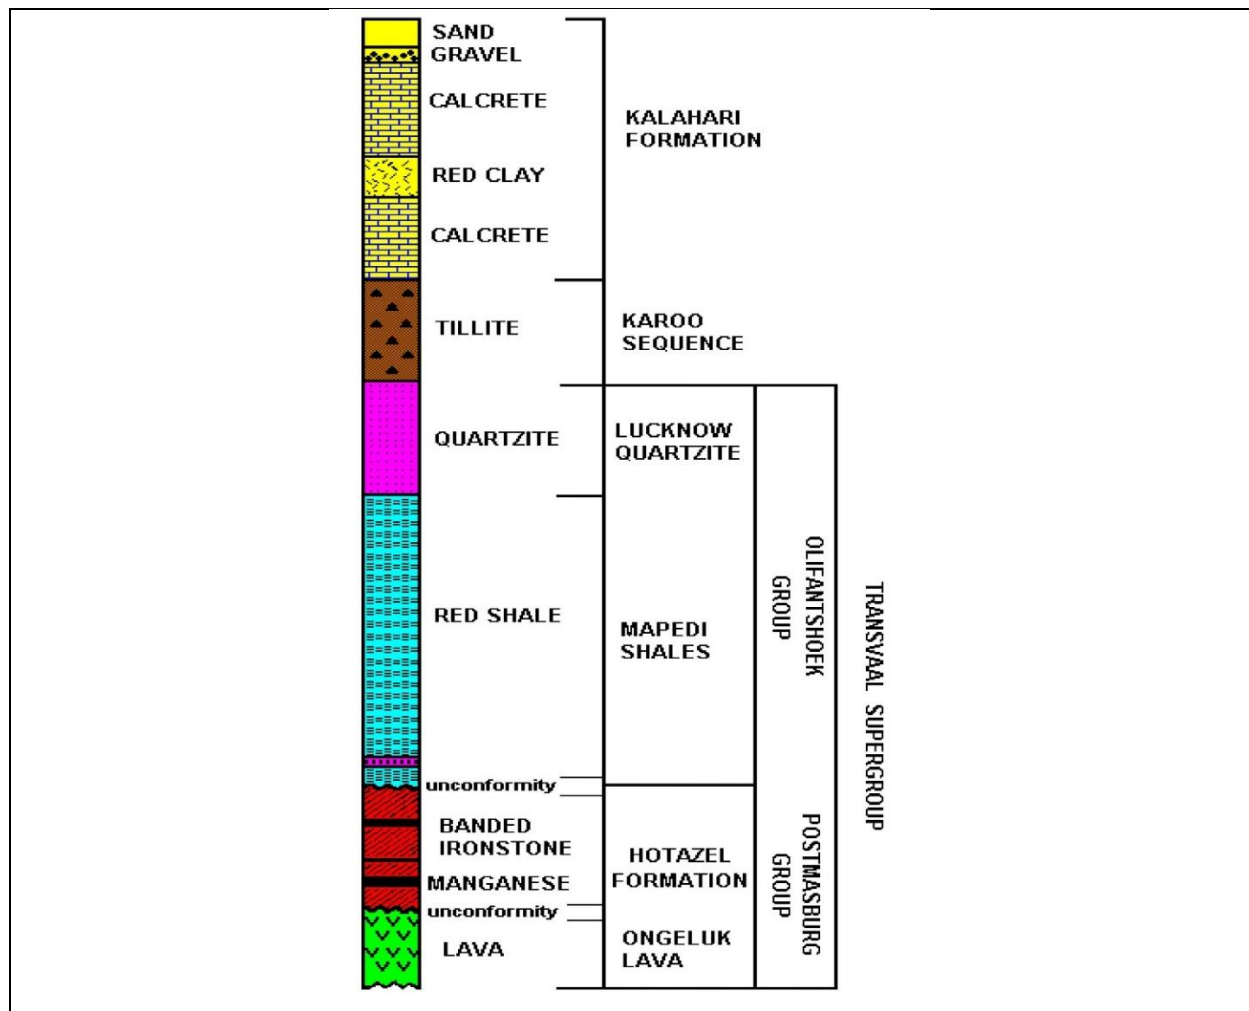 SAND
GRAVEL
CALCRETE
KALAHARI
FORMATION
RED CLAY
CALCRETE
TILLITE
KAROO
SEQUENCE
QUARTZITE
LUCKNOW
QUARTZITE
RED SHALE
MAPEDI
SHALES
OLIFANTSHOEK
GROUP
TRANSVAAL SUPERGROUP
unconformity
BANDED
IRONSTONE
HOTAZEL
FORMATION
MANGANESE
POSTMASBURG
GROUP
unconformity
LAVA
ONGELUK
LAVA